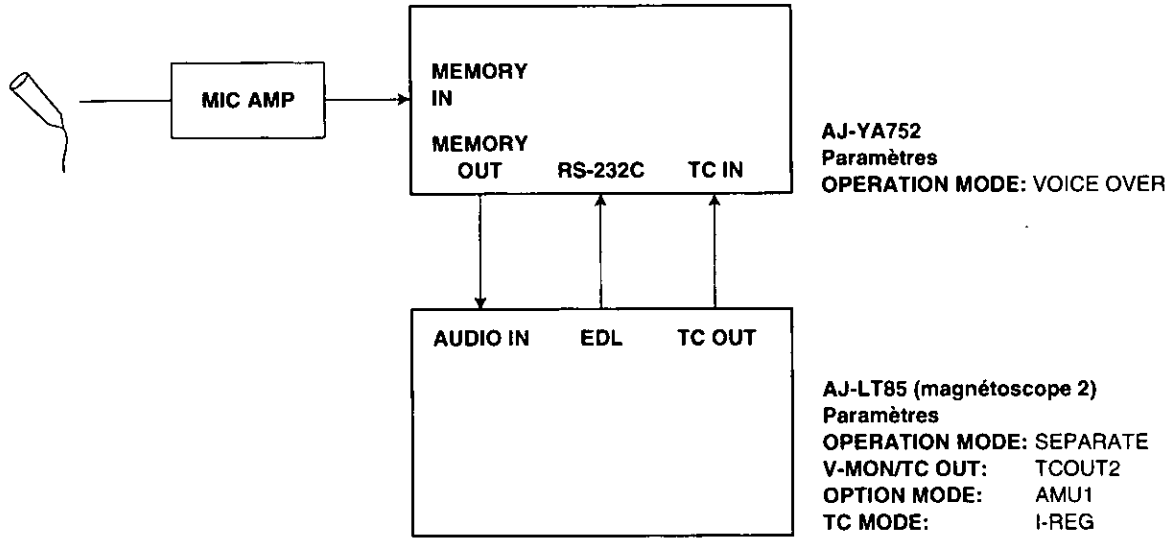 MIC AMP
MEMORY
IN
MEMORY
OUT RS-232C TC IN
AJ-YA752
Paramètres
OPERATION MODE: VOICE OVER
AUDIO IN EDL TC OUT
AJ-LT85 (magnétoscope 2)
Paramètres
OPERATION MODE: SEPARATE
V-MON/TC OUT: TCOUT2
OPTION MODE: AMU1
TC MODE: I-REG